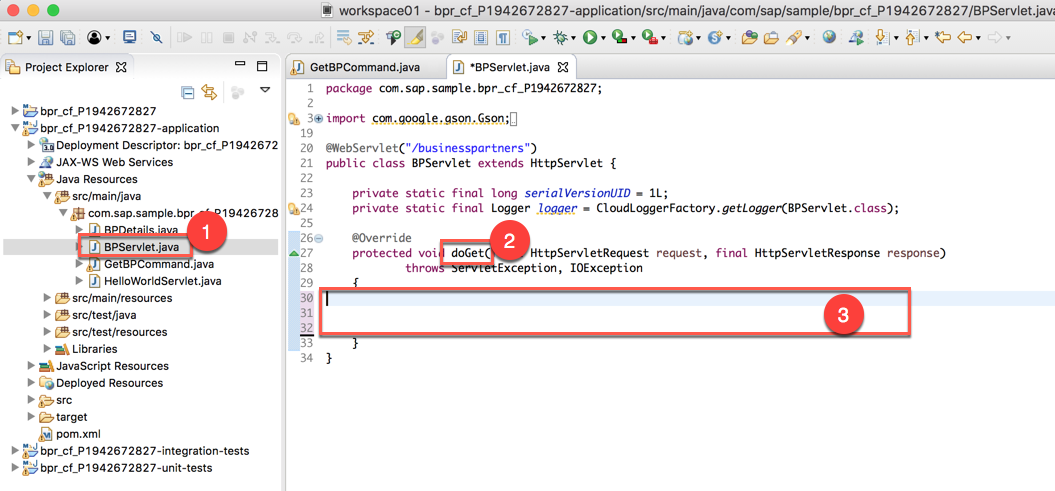 workspace01 - bpr_cf_P1942672827-application/src/main/java/com/sap/sample/bpr_cf_P1942672827/BPServlet.java
Project Explorer
GetBPCommand.java
*BPServlet.java
bpr_cf_P1942672827
bpr_cf_P1942672827-application
Deployment Descriptor: bpr_cf_P1942672
JAX-WS Web Services
Java Resources
src/main/java
com.sap.sample.bpr_cf_P19426728
BPDetails.java
BPServlet.java
GetBPCommand.java
HelloWorldServlet.java
src/main/resources
src/test/java
src/test/resources
Libraries
JavaScript Resources
Deployed Resources
src
target
pom.xml
bpr_cf_P1942672827-integration-tests
bpr_cf_P1942672827-unit-tests
1
1 package com.sap.sample.bpr_cf_P1942672827;
2
3 import com.google.gson.Gson;
19
20 @WebServlet("/businesspartners")
21 public class BPServlet extends HttpServlet {
22
23 private static final long serialVersionUID = 1L;
24 private static final Logger logger = CloudLoggerFactory.getLogger(BPServlet.class);
25
26 @Override
27 protected void doGet( HttpServletRequest request, final HttpServletResponse response)
2
28 throws ServletException, IOException
29 {
30
31
3
32
33 }
34 }